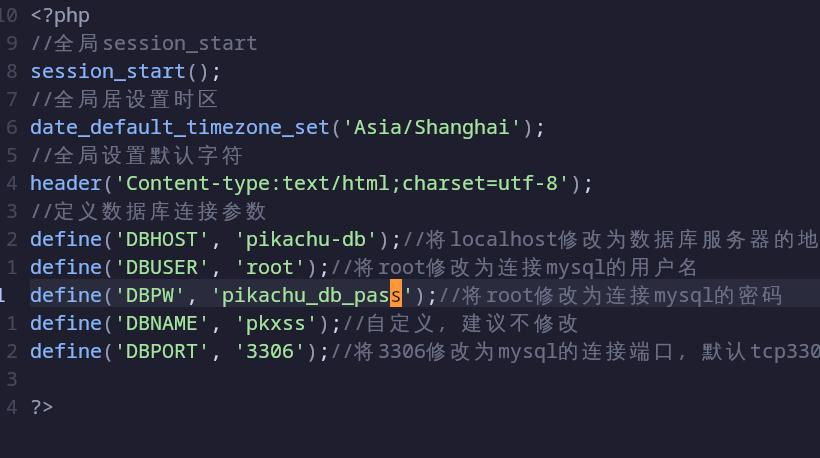 10 <?php
9 //全局session_start
8 session_start();
7 //全局居设置时区
6 date_default_timezone_set('Asia/Shanghai');
5 //全局设置默认字符
4 header('Content-type:text/html;charset=utf-8');
3 //定义数据库连接参数
2 define('DBHOST', 'pikachu-db');//将localhost修改为数据库服务器的地
1 define('DBUSER', 'root');//将root修改为连接mysql的用户名
define('DBPW', 'pikachu_db_pass');//将root修改为连接mysql的密码
1 define('DBNAME', 'pkxss');//自定义, 建议不修改
2 define('DBPORT', '3306');//将3306修改为mysql的连接端口, 默认tcp330
3
4 ?>